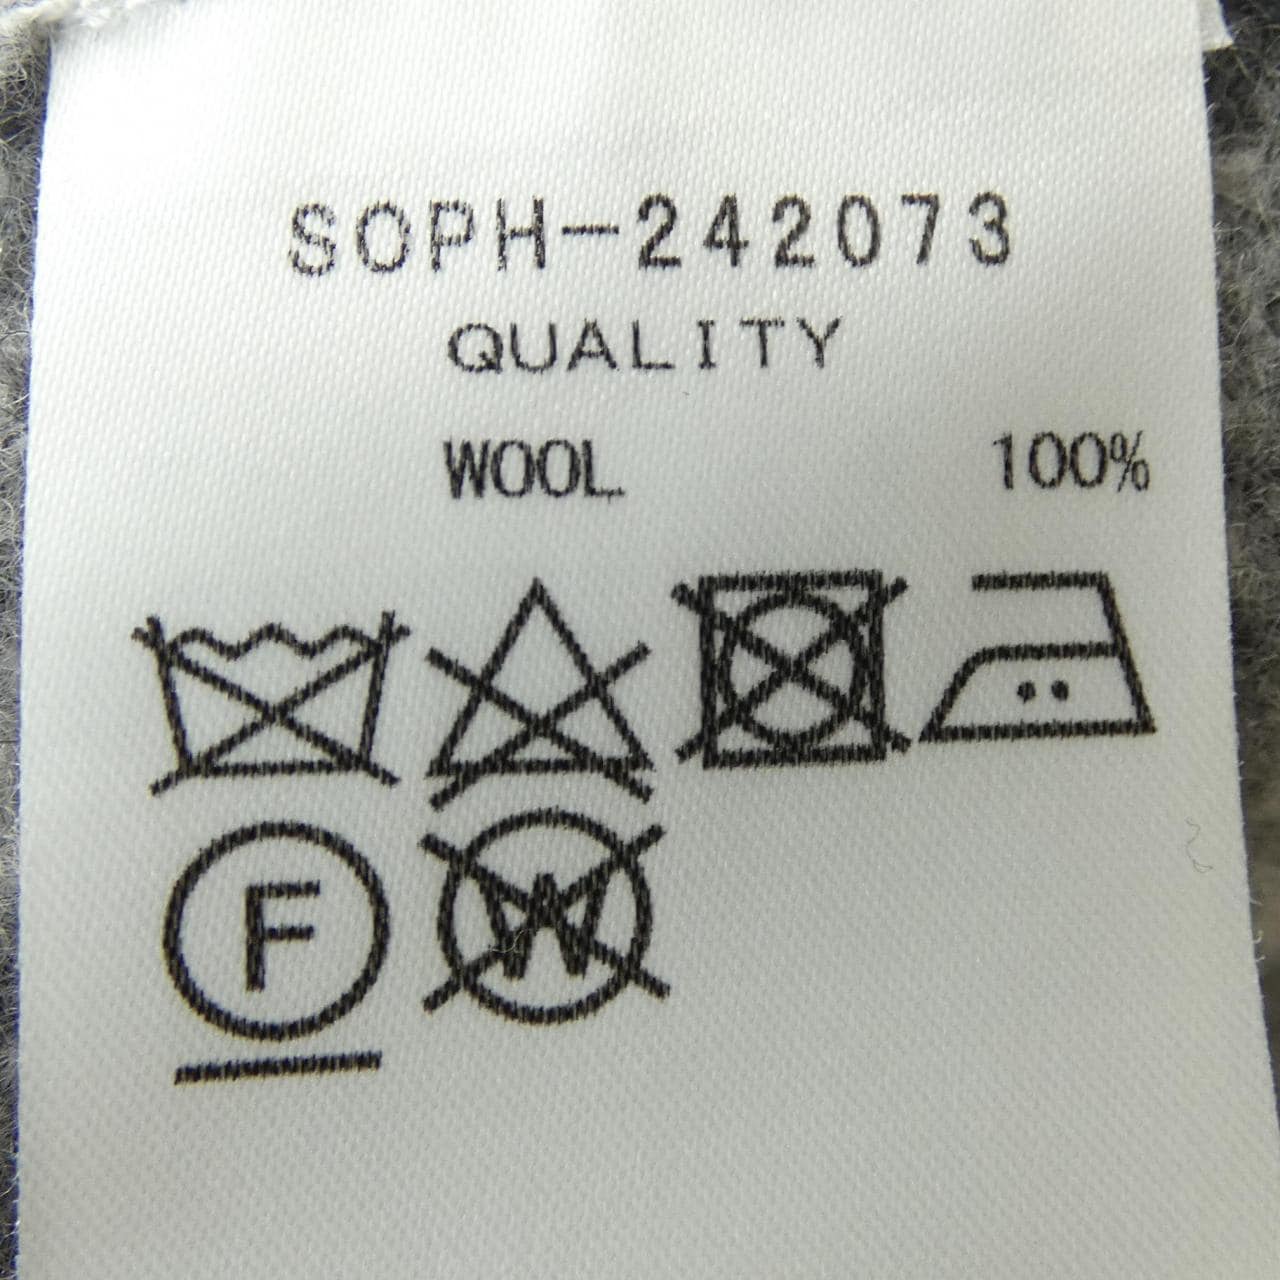 SOPH-242073
QUALITY
WOOL 100%
F W